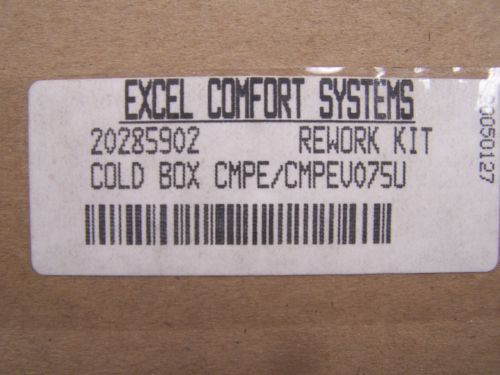 EXCEL COMFORT SYSTEMS
20285902 REWORK KIT
COLD BOX CMPE/CMPEV075U
0050127